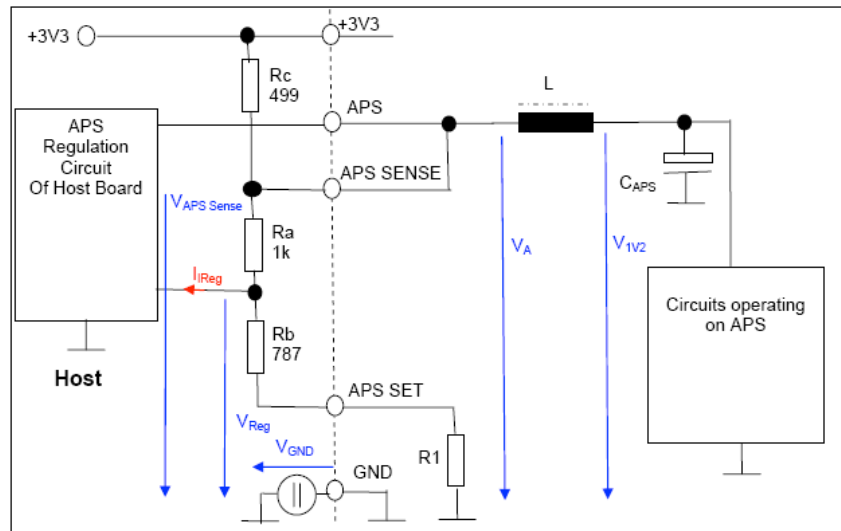 +3V3
+3V3
Rc
499
L
APS
APS
Regulation
Circuit
Of Host Board
APS SENSE
CAPS
VAPS Sense
Ra
1k
VA
V1V2
IIReg
Circuits operating
on APS
Rb
787
Host
APS SET
VReg
VGND
R1
GND